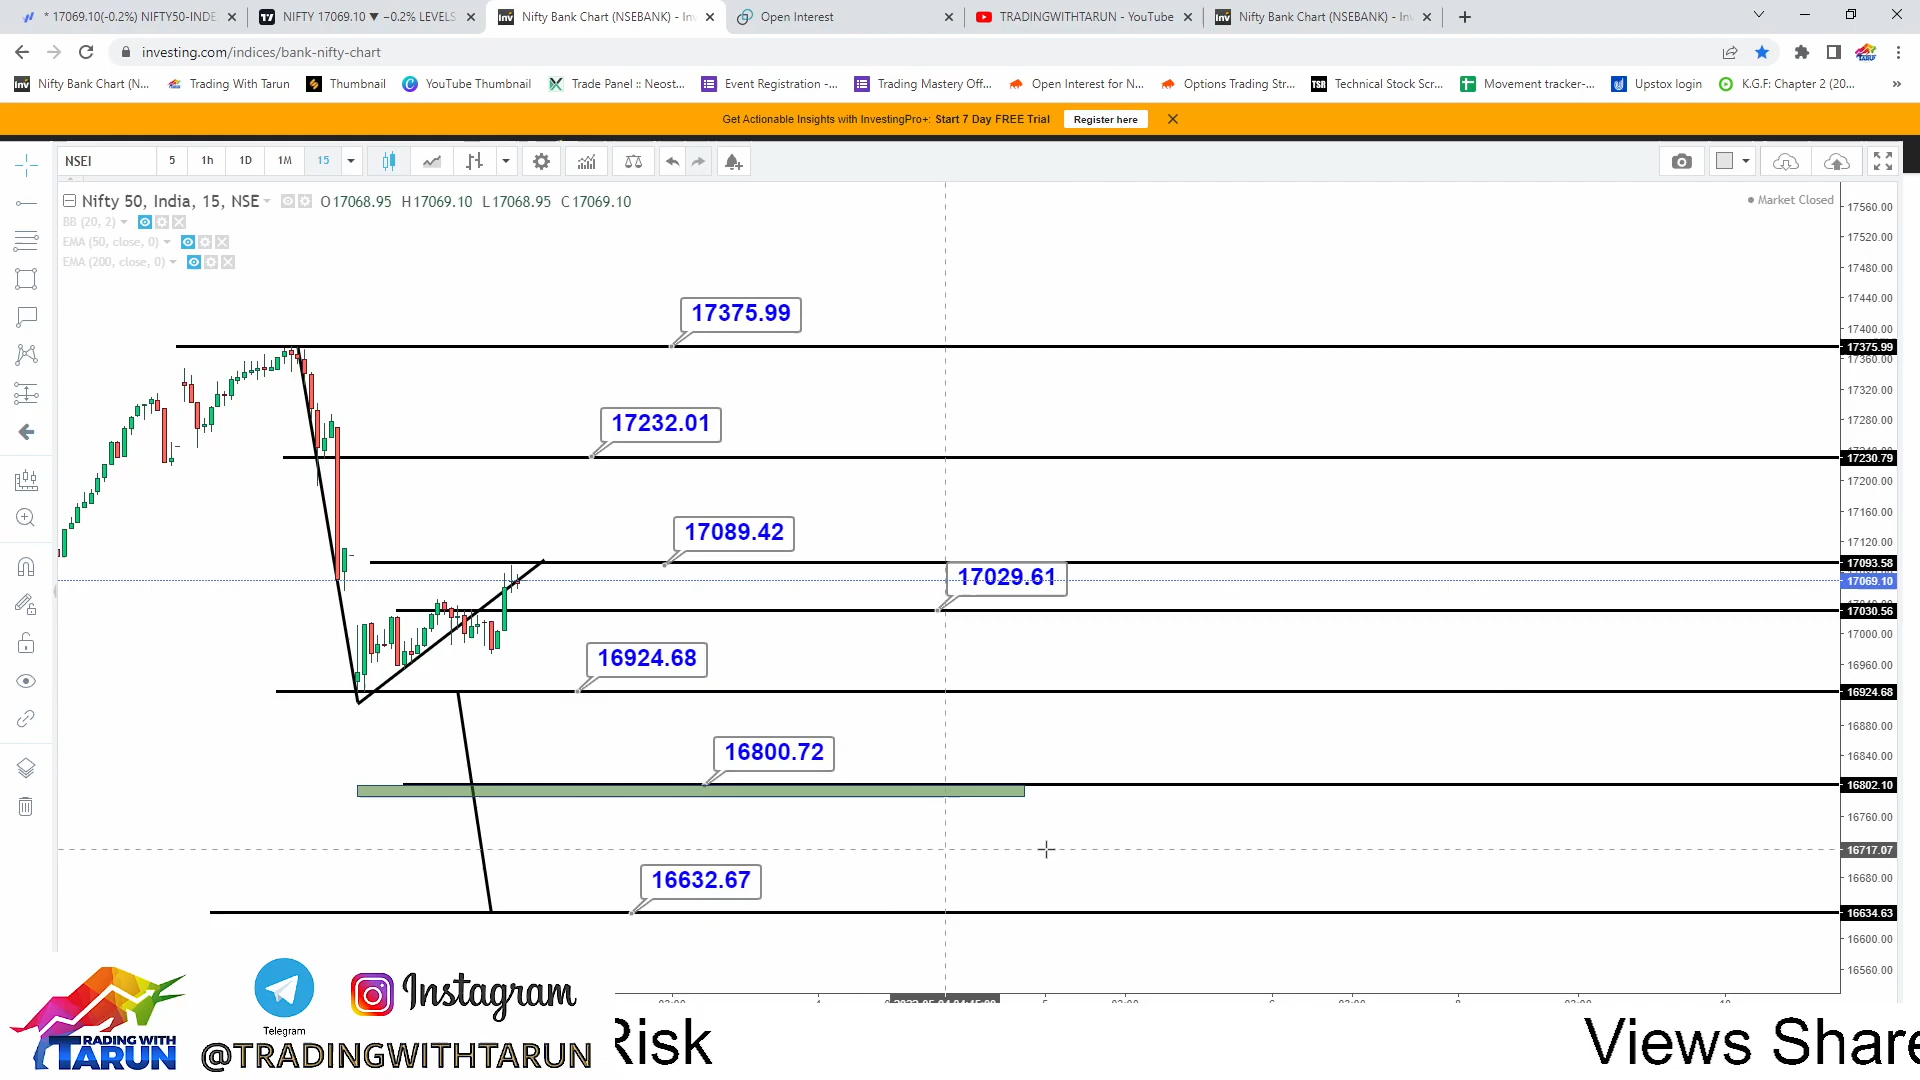 * 17069.10(-0.2%) NIFTY50-INDE
NIFTY 17069.10 ▼ −0.2% LEVELS
Nifty Bank Chart (NSEBANK) - Inv
Open Interest
TRADINGWITHTARUN - YouTube
Nifty Bank Chart (NSEBANK) - Inv
investing.com/indices/bank-nifty-chart
Nifty Bank Chart (N...
Trading With Tarun
Thumbnail
YouTube Thumbnail
Trade Panel :: Neost...
Event Registration -...
Trading Mastery Off...
Open Interest for N...
Options Trading Str...
Technical Stock Scr...
Movement tracker-...
Upstox login
K.G.F: Chapter 2 (20...
Get Actionable Insights with InvestingPro+: Start 7 Day FREE Trial
Register here
NSEI
5
1h
1D
1M
15
Nifty 50, India, 15, NSE
O17068.95 H17069.10 L17068.95 C17069.10
Market Closed
BB (20, 2)
EMA (50, close, 0)
EMA (200, close, 0)
17560.00
17520.00
17480.00
17440.00
17400.00
17375.99
17375.99
17360.00
17320.00
17280.00
17232.01
17230.79
17200.00
17160.00
17120.00
17089.42
17093.58
17029.61
17069.10
17030.56
17000.00
16960.00
16924.68
16924.68
16880.00
16840.00
16800.72
16802.10
16760.00
16717.07
16680.00
16632.67
16634.63
16600.00
16560.00
Telegram
Instagram
TRADING WITH
TARUN
@TRADINGWITHTARUN
Risk
Views Share